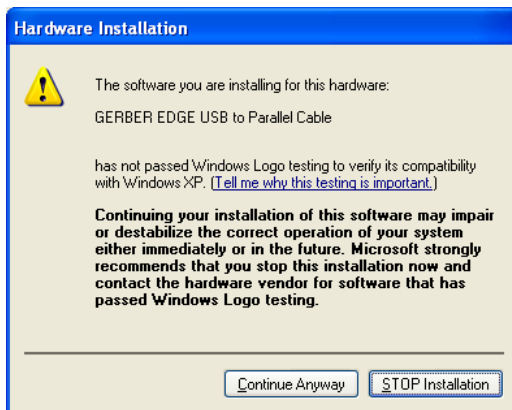 Hardware Installation
The software you are installing for this hardware:
GERBER EDGE USB to Parallel Cable
has not passed Windows Logo testing to verify its compatibility
with Windows XP. (Tell me why this testing is important.)
Continuing your installation of this software may impair
or destabilize the correct operation of your system
either immediately or in the future. Microsoft strongly
recommends that you stop this installation now and
contact the hardware vendor for software that has
passed Windows Logo testing.
Continue Anyway
STOP Installation